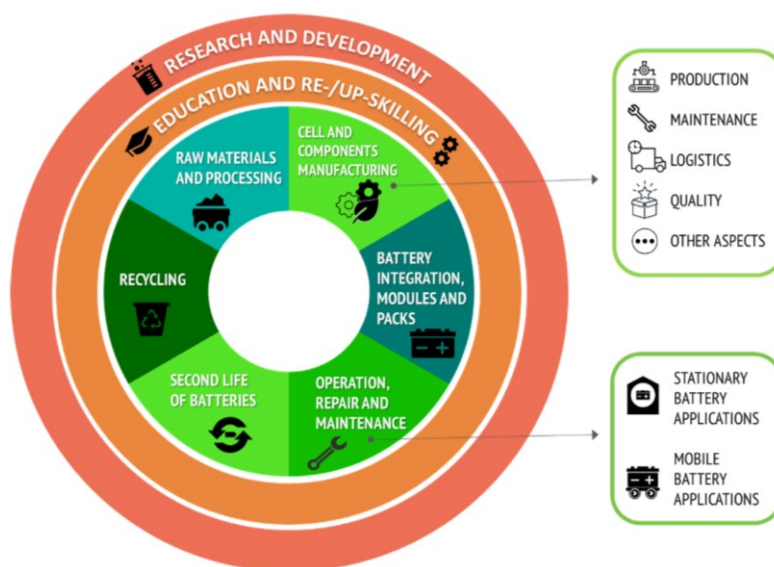 RESEARCH AND DEVELOPMENT
EDUCATION AND RE-/UP-SKILLING
RAW MATERIALS
AND PROCESSING
CELL AND
COMPONENTS
MANUFACTURING
BATTERY
INTEGRATION,
MODULES AND
PACKS
OPERATION,
REPAIR AND
MAINTENANCE
SECOND LIFE
OF BATTERIES
RECYCLING
PRODUCTION
MAINTENANCE
LOGISTICS
QUALITY
OTHER ASPECTS
STATIONARY
BATTERY
APPLICATIONS
MOBILE
BATTERY
APPLICATIONS